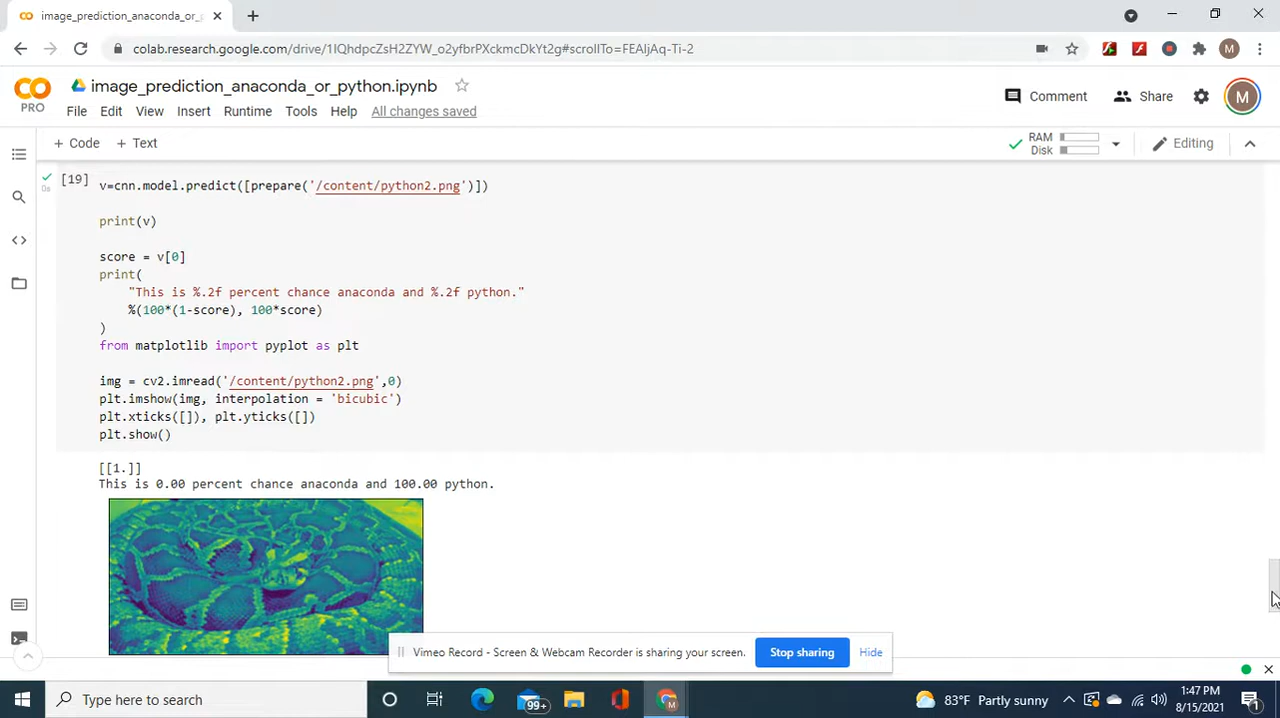 image_prediction_anaconda_or_p
colab.research.google.com/drive/1IQhdpcZsH2ZYW_o2yfbrPXckmcDkYt2g#scrollTo=FEAIjAq-Ti-2
M
PRO
image_prediction_anaconda_or_python.ipynb
File Edit View Insert Runtime Tools Help All changes saved
Comment Share M
+ Code + Text
RAM
Disk
Editing
[19] v=cnn.model.predict([prepare('/content/python2.png')])
0s
print(v)
score = v[0]
print(
"This is %.2f percent chance anaconda and %.2f python."
%(100*(1-score), 100*score)
)
from matplotlib import pyplot as plt
img = cv2.imread('/content/python2.png',0)
plt.imshow(img, interpolation = 'bicubic')
plt.xticks([]), plt.yticks([])
plt.show()
[[1.]]
This is 0.00 percent chance anaconda and 100.00 python.
Vimeo Record - Screen & Webcam Recorder is sharing your screen. Stop sharing Hide
Type here to search
99+
M
83°F Partly sunny
1:47 PM
8/15/2021
1